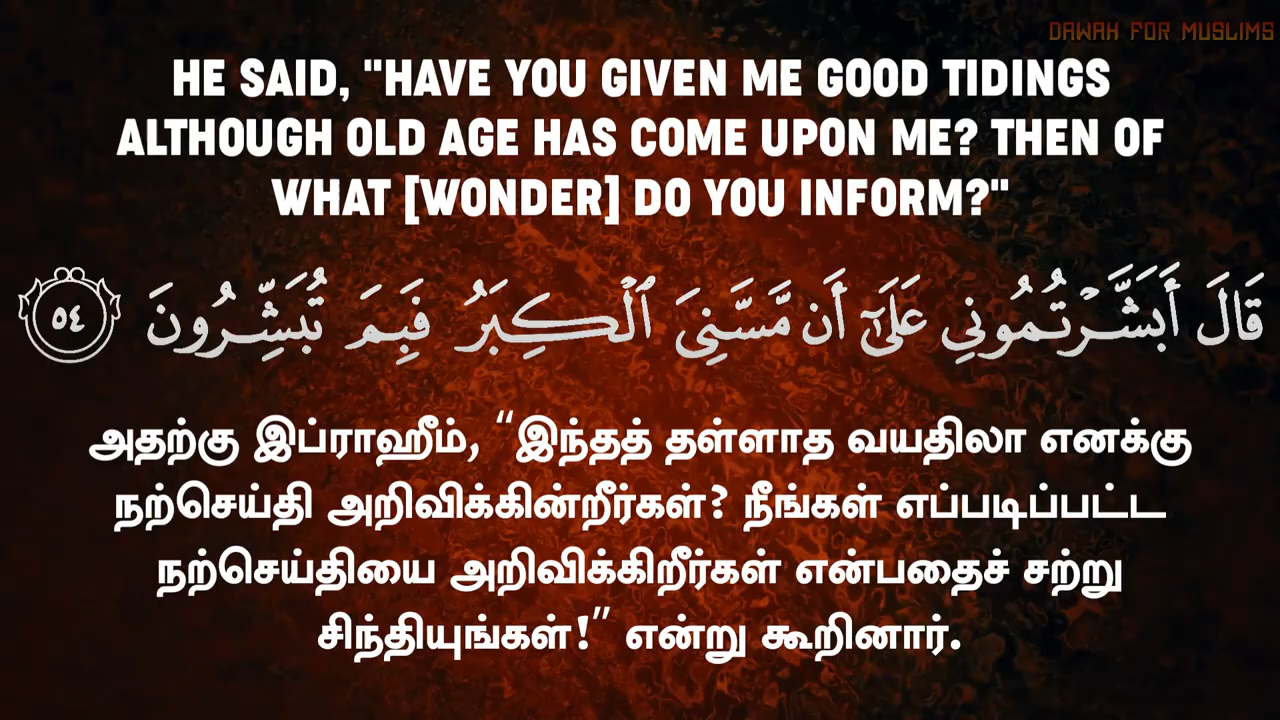 DAWAH FOR MUSLIMS
HE SAID, "HAVE YOU GIVEN ME GOOD TIDINGS
ALTHOUGH OLD AGE HAS COME UPON ME? THEN OF
WHAT [WONDER] DO YOU INFORM?"
قَالَ أَبَشَّرْتُمُونِي عَلَىٰٓ أَن مَّسَّنِىَ ٱلْكِبَرُ فَبِمَ تُبَشِّرُونَ ٥٤
அதற்கு இப்ராஹீம், “இந்தத் தள்ளாத வயதிலா எனக்கு
நற்செய்தி அறிவிக்கின்றீர்கள்? நீங்கள் எப்படிப்பட்ட
நற்செய்தியை அறிவிக்கிறீர்கள் என்பதைச் சற்று
சிந்தியுங்கள்!” என்று கூறினார்.